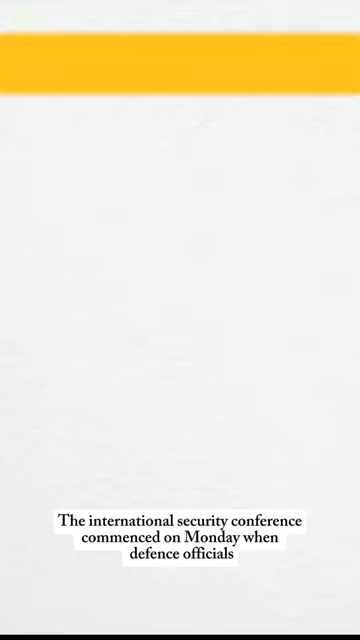 The international security conference
commenced on Monday when
defence officials